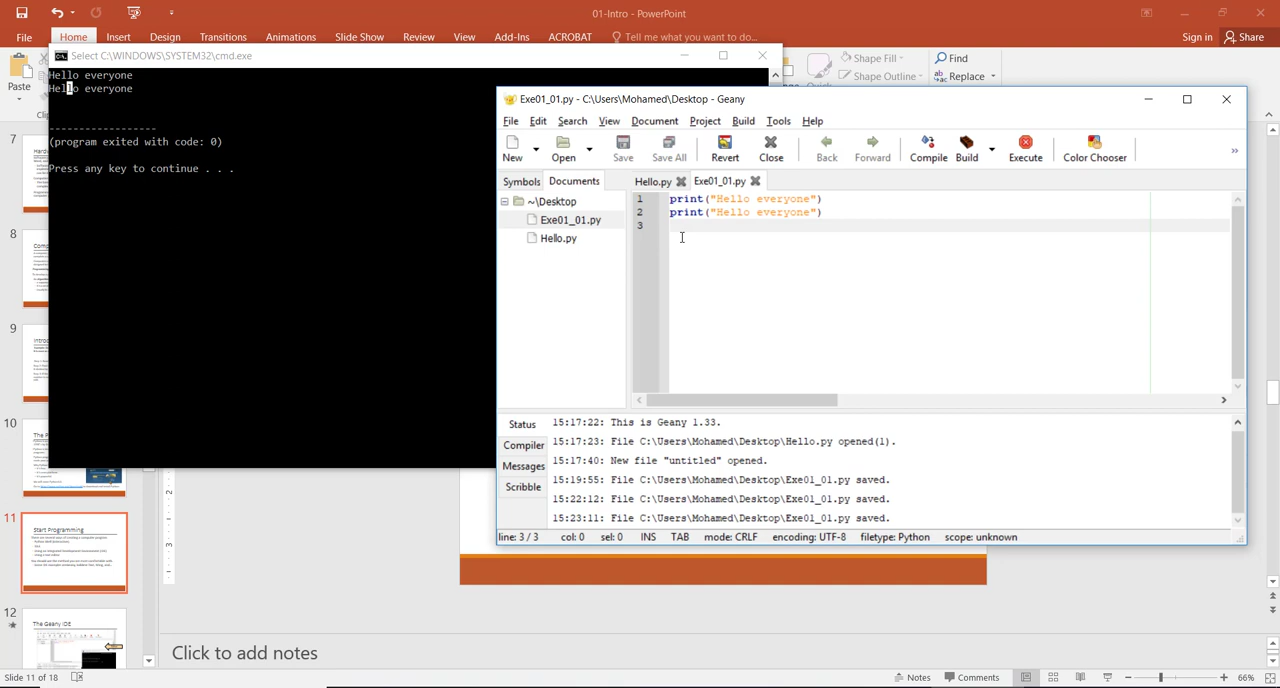 01-Intro - PowerPoint
File Home Insert Design Transitions Animations Slide Show Review View Add-Ins ACROBAT Tell me what you want to do... Sign in Share
Paste
Shape Fill
Shape Outline
Find
Replace
Select C:\WINDOWS\SYSTEM32\cmd.exe
Hello everyone
Hello everyone
------------------
(program exited with code: 0)
Press any key to continue . . .
Exe01_01.py - C:\Users\Mohamed\Desktop - Geany
File Edit Search View Document Project Build Tools Help
New Open Save Save All Revert Close Back Forward Compile Build Execute Color Chooser
Symbols Documents
~\Desktop
Exe01_01.py
Hello.py
Hello.py Exe01_01.py
1 print("Hello everyone")
2 print("Hello everyone")
3
Status
Compiler
Messages
Scribble
15:17:22: This is Geany 1.33.
15:17:23: File C:\Users\Mohamed\Desktop\Hello.py opened(1).
15:17:40: New file "untitled" opened.
15:19:55: File C:\Users\Mohamed\Desktop\Exe01_01.py saved.
15:22:12: File C:\Users\Mohamed\Desktop\Exe01_01.py saved.
15:23:11: File C:\Users\Mohamed\Desktop\Exe01_01.py saved.
line: 3 / 3 col: 0 sel: 0 INS TAB mode: CRLF encoding: UTF-8 filetype: Python scope: unknown
7
8
9
10
11
Start Programming
12
The Geany IDE
Click to add notes
Slide 11 of 18
Notes Comments 66%